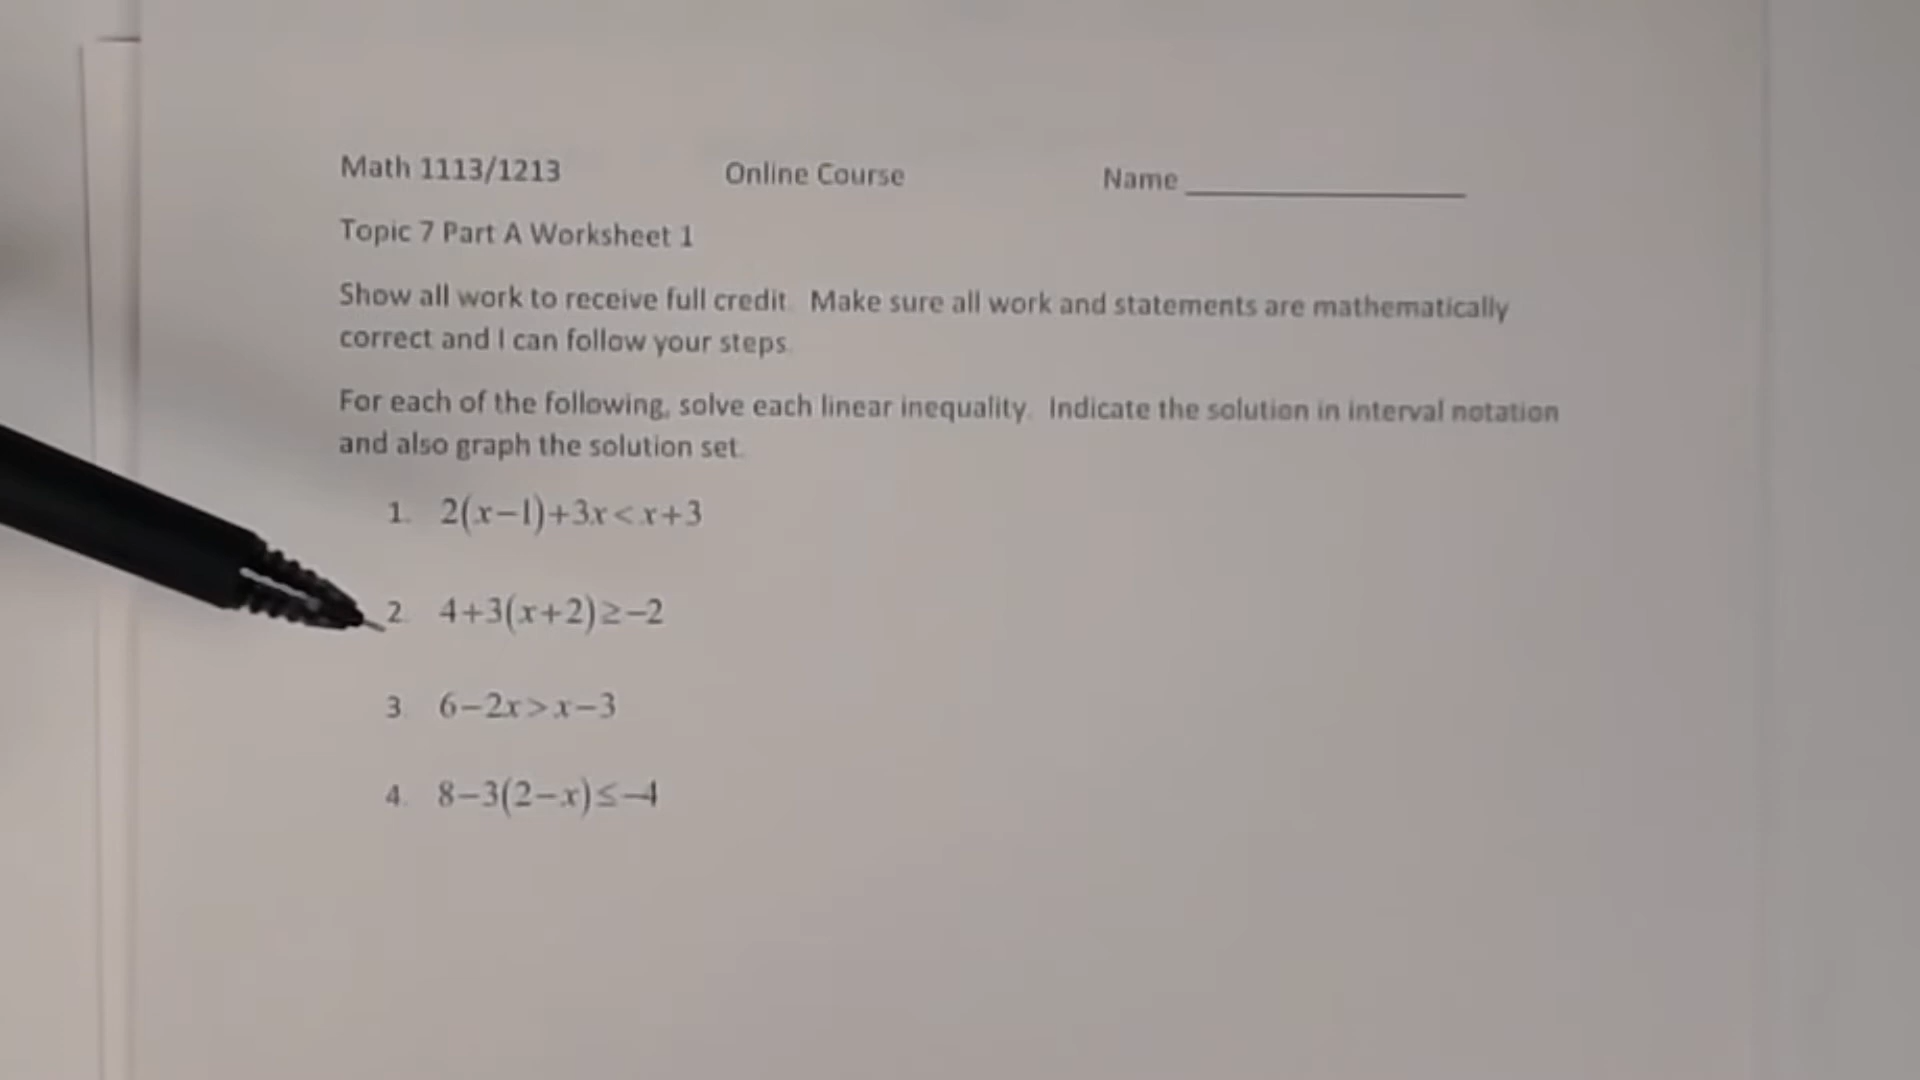 Math 1113/1213 Online Course Name
Topic 7 Part A Worksheet 1
Show all work to receive full credit. Make sure all work and statements are mathematically
correct and I can follow your steps.
For each of the following, solve each linear inequality. Indicate the solution in interval notation
and also graph the solution set.
1. 2(x−1)+3x<x+3
2. 4+3(x+2)≥−2
3. 6−2x>x−3
4. 8−3(2−x)≤−4